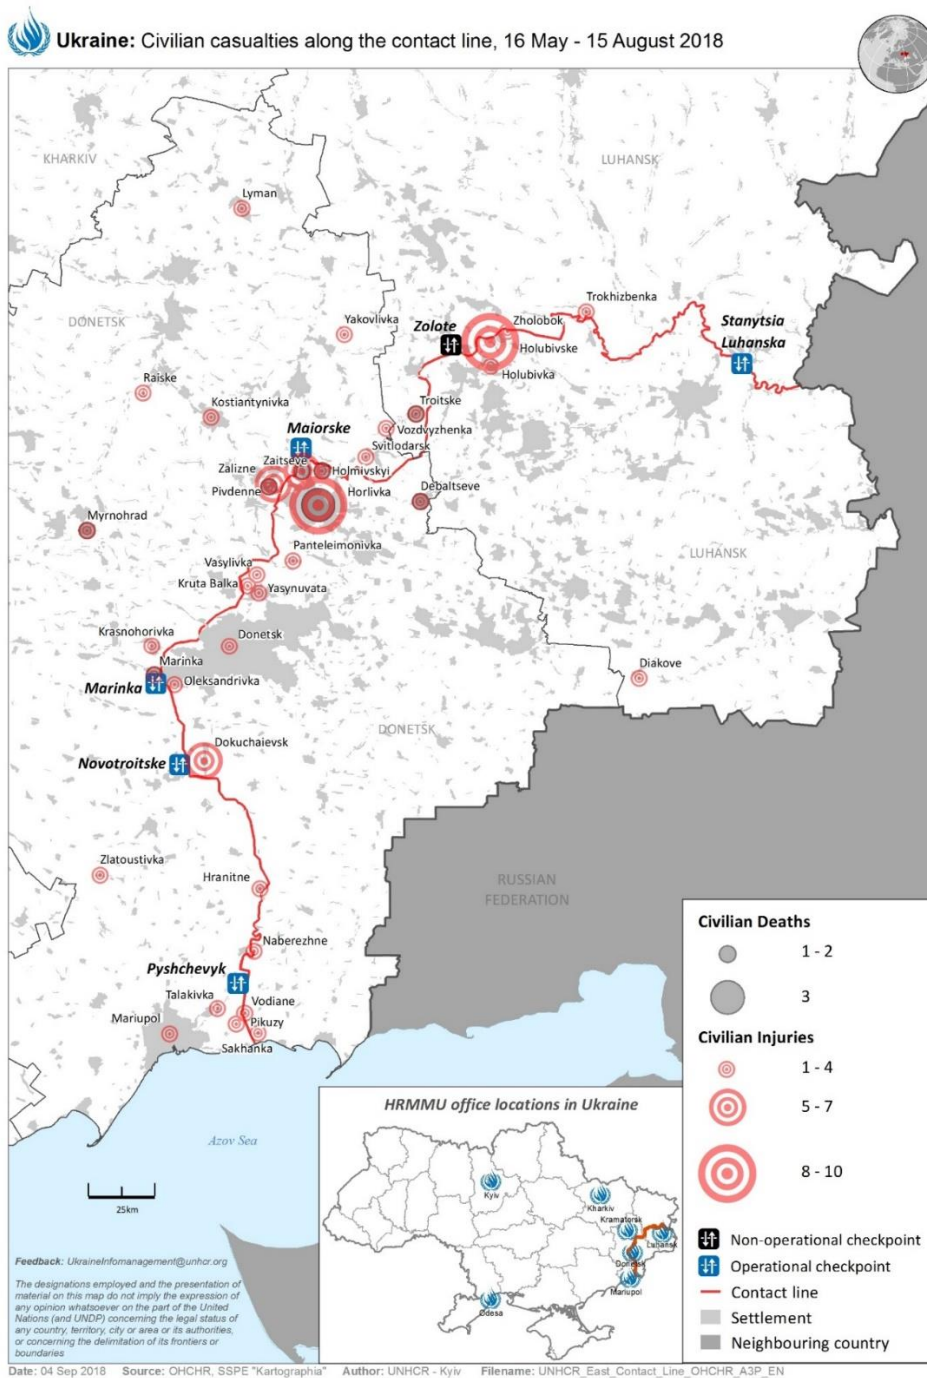 Ukraine: Civilian casualties along the contact line, 16 May - 15 August 2018
KHARKIV
LUHANSK
Lyman
Trokhizbenka
DONETSK
Yakovlivka
Zolote
Zholobok
Stanytsia
Luhanska
Holubivske
Holubivka
Raiske
Kostiantynivka
Troitske
Vozdvyzhenka
Maiorske
Svitlodarsk
Zaitseve
Zalizne
Holmivskyi
Pivdenne
Horlivka
Debaltseve
Myrnohrad
Panteleimonivka
LUHANSK
Vasylivka
Kruta Balka
Yasynuvata
Krasnohorivka
Donetsk
Marinka
Diakove
Marinka
Oleksandrivka
DONETSK
Dokuchaievsk
Novotroitske
Zlatoustivka
Hranitne
RUSSIAN
FEDERATION
Naberezhne
Pyshchevyk
Talakivka
Vodiane
Mariupol
Pikuzy
Sakhanka
Azov Sea
25km
Civilian Deaths
1 - 2
3
Civilian Injuries
1 - 4
5 - 7
8 - 10
Non-operational checkpoint
Operational checkpoint
Contact line
Settlement
Neighbouring country
HRMMU office locations in Ukraine
Kyiv
Kharkiv
Kramatorsk
Luhansk
Donetsk
Mariupol
Odesa
Feedback: UkraineInfomanagement@unhcr.org
The designations employed and the presentation of
material on this map do not imply the expression of
any opinion whatsoever on the part of the United
Nations (and UNDP) concerning the legal status of
any country, territory, city or area or its authorities,
or concerning the delimitation of its frontiers or
boundaries
Date: 04 Sep 2018 Source: OHCHR, SSPE "Kartographia" Author: UNHCR - Kyiv Filename: UNHCR_East_Contact_Line_OHCHR_A3P_EN